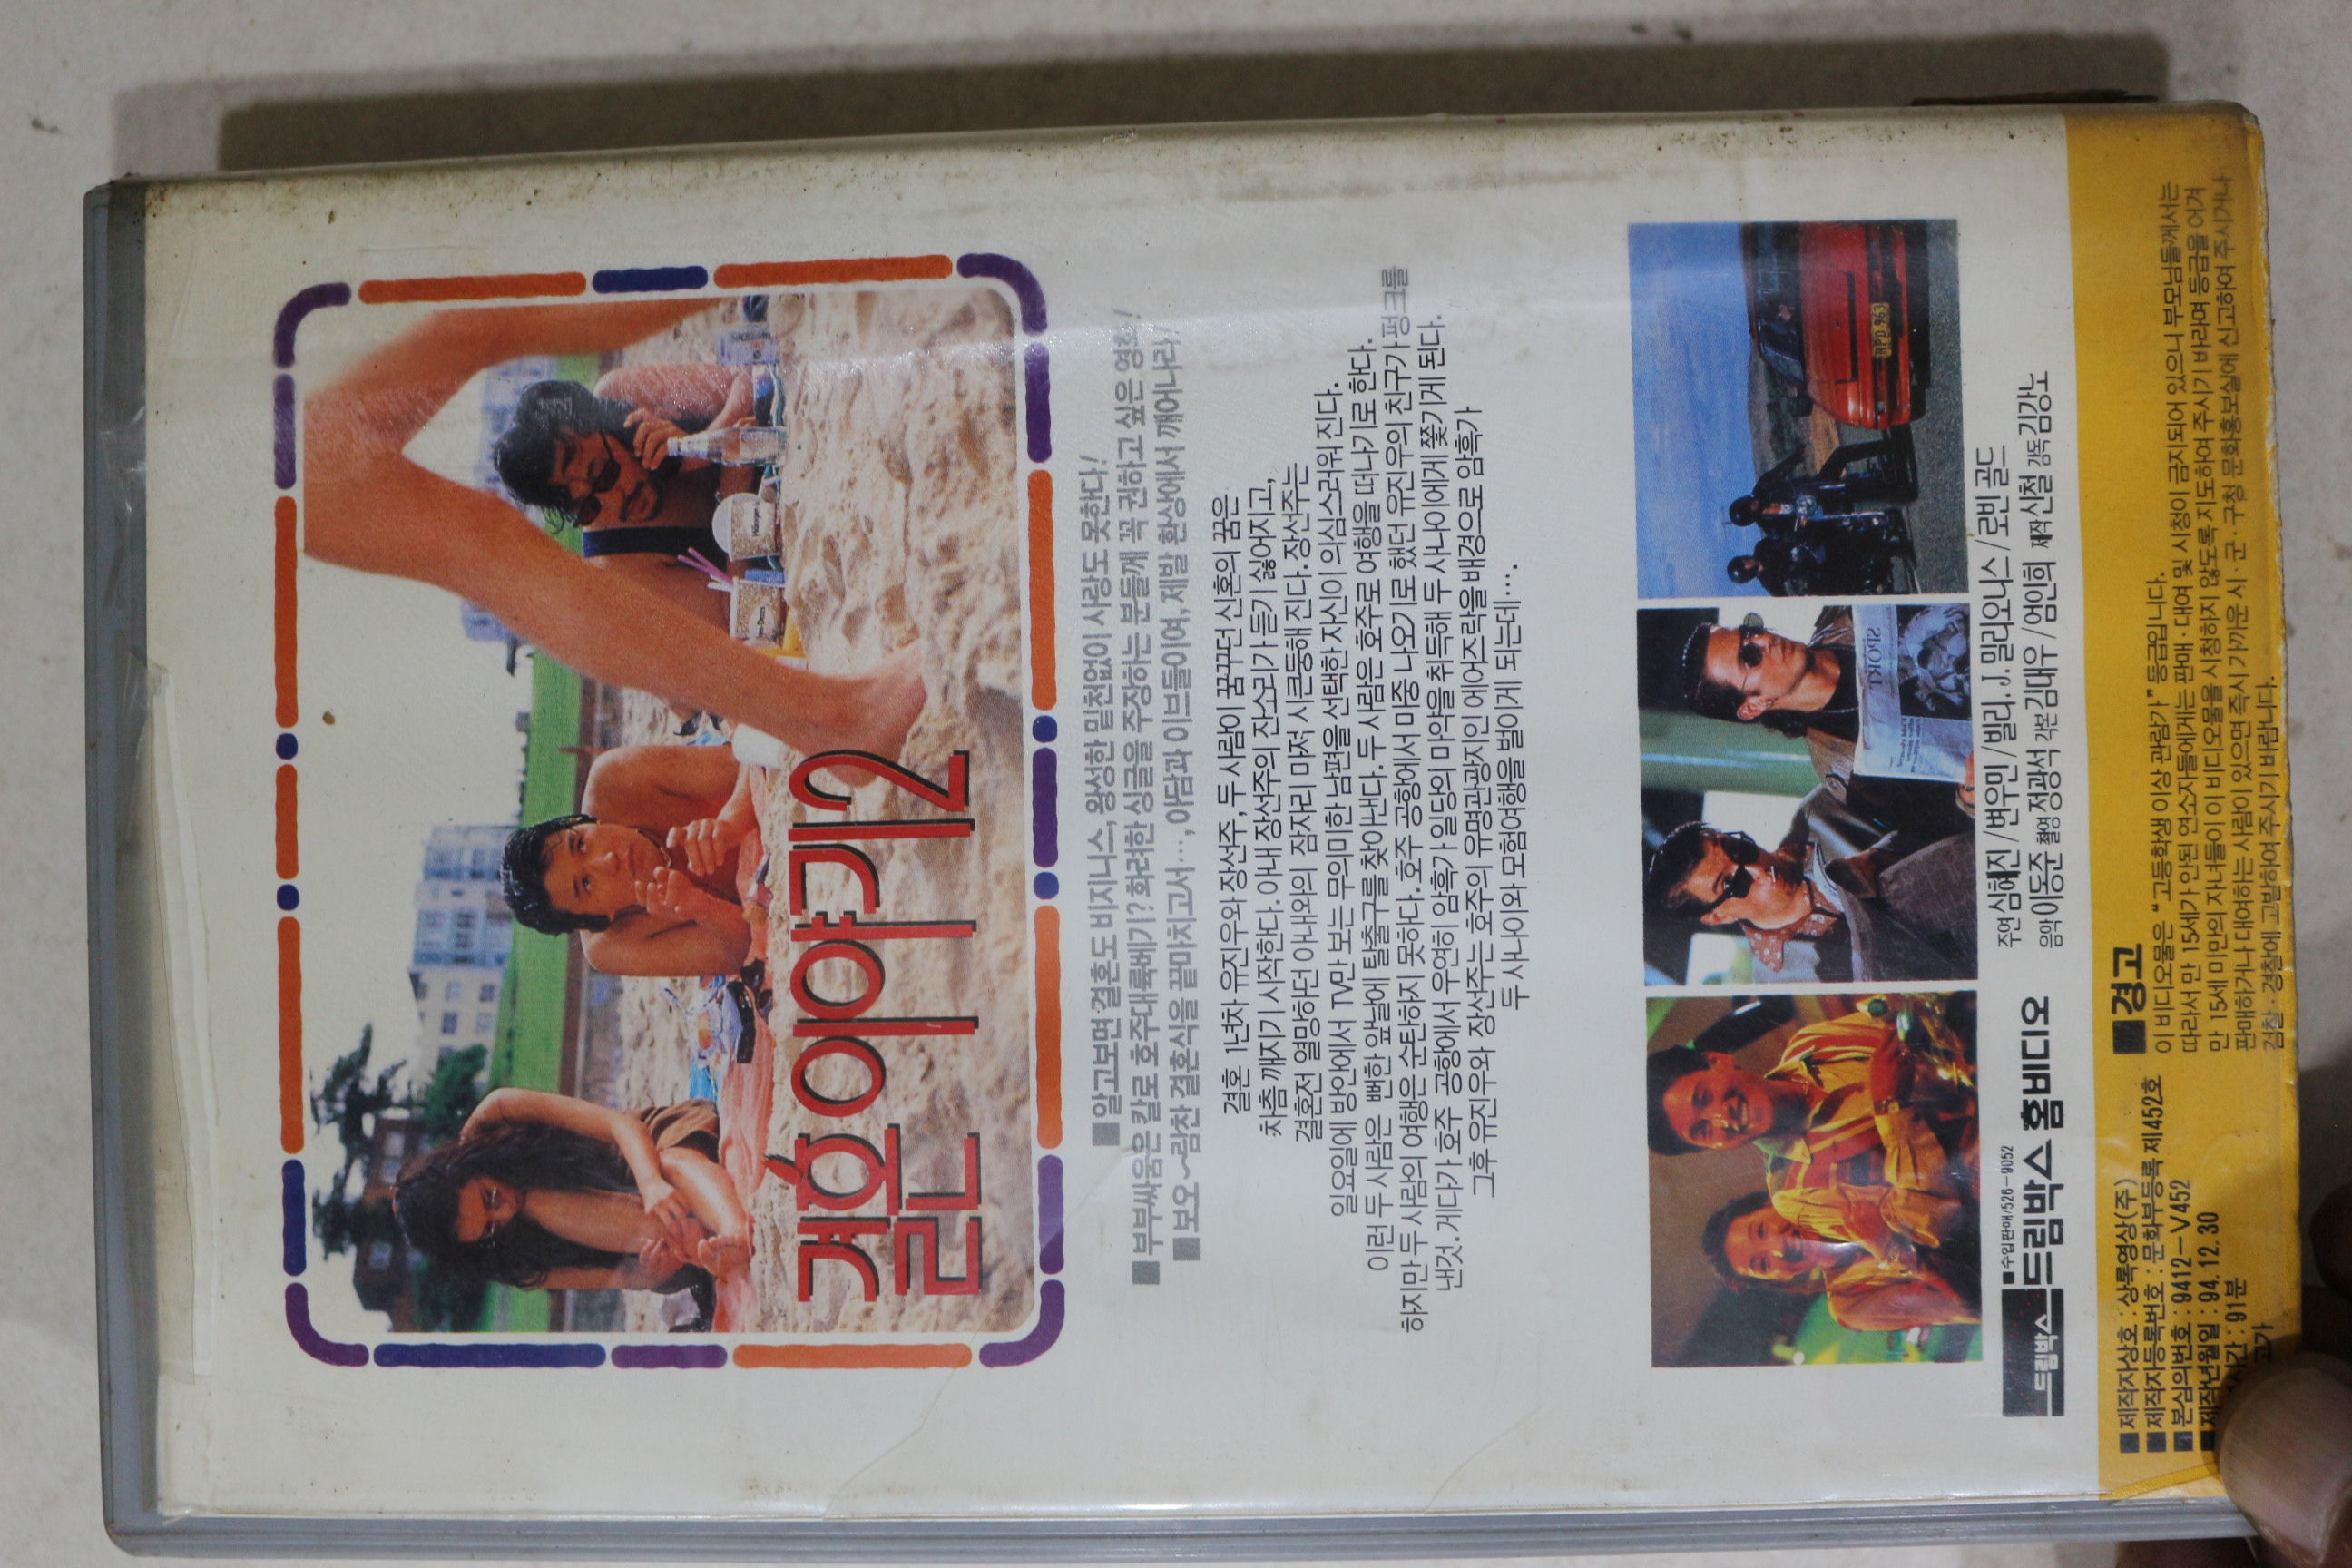 결혼 이야기2
■알고보면 결혼도 비지니스, 왕성한 밑천없이 사랑도 못한다!
■부부싸움은 칼로 호주대륙베기? 화려한 싱글을 주장하는 분들께 꼭 권하고 싶은 영화!
■보오~람찬 결혼식을 끝마치고서…, 아담과 이브들이여, 제발 환상에서 깨어나라!
결혼 1년차 유진우와 장선주, 두 사람이 꿈꾸던 신혼의 꿈은
차츰 깨지기 시작한다. 아내 장선주의 잔소리가 듣기 싫어지고,
결혼전 열망하던 아내와의 잠자리 마저 시큰둥해 진다. 장선주는
일요일에 방안에서 TV만 보는 무의미한 남편을 선택한 자신이 의심스러워 진다.
이런 두 사람은 뻔한 앞날에 탈출구를 찾아낸다. 두 사람은 호주로 여행을 떠나기로 한다.
하지만 두 사람의 여행은 순탄하지 못하다. 호주 공항에서 마중 나오기로 했던 유진우의 친구가 펑크를
낸것. 게다가 호주 공항에서 우연히 암흑가 일당의 마약을 취득해 두 사나이에게 쫓기게 된다.
그후 유진우와 장선주는 호주의 유명관광지인 에어즈락을 배경으로 암흑가
두 사나이와 모험여행을 벌이게 되는데….
SPORT
RPD·963
드림박스
■수입판매/526-9052
드림박스 홈비디오
주연 심혜진/변우민/빌리. J. 밀리오니스/로빈 골드
음악 이동준 촬영 정광석 각본 김대우/엄인희 제작 신철 감독 김강노
■제작자상호 : 상록영상(주)
■제작자등록번호 : 문화부등록 제452호
■본심의번호 : 9412-V452
■제작년월일 : 94. 12. 30
시간 : 91분
고가
■경고
이 비디오물은 “고등학생 이상 관람가” 등급입니다.
따라서 만 15세가 안된 연소자들에게는 판매·대여 및 시청이 금지되어 있으니 부모님들께서는
만 15세 미만의 자녀들이 이 비디오물을 시청하지 않도록 지도하여 주시기 바라며 등급을 어겨
판매하거나 대여하는 사람이 있으면 즉시 가까운 시·군·구청 문화홍보실에 신고하여 주시거나
검찰·경찰에 고발하여 주시기 바랍니다.